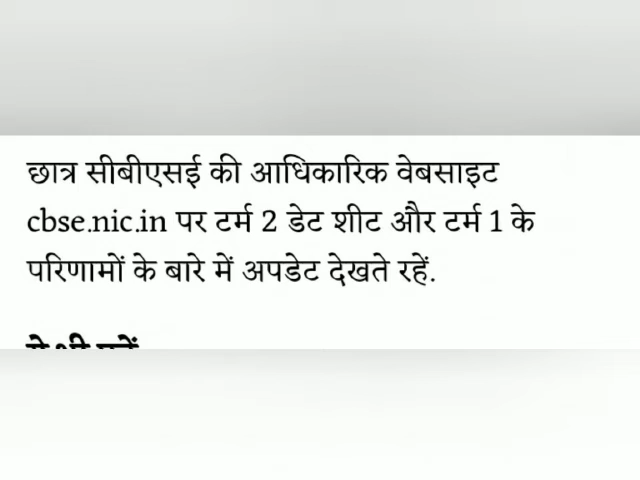 छात्र सीबीएसई की आधिकारिक वेबसाइट
cbse.nic.in पर टर्म 2 डेट शीट और टर्म 1 के
परिणामों के बारे में अपडेट देखते रहें.